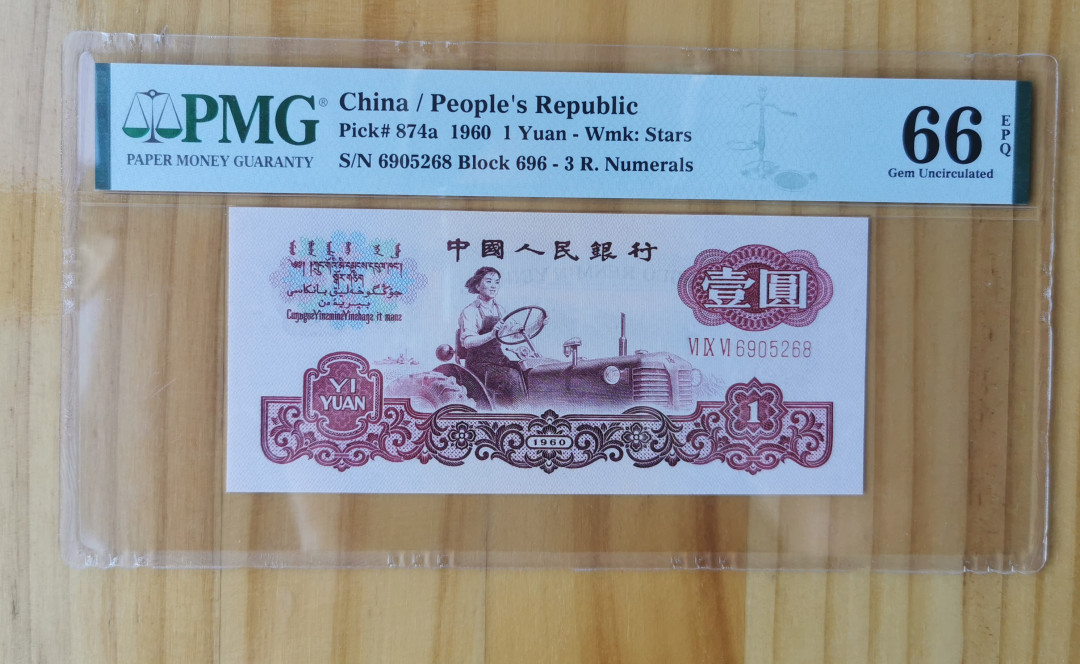 PMG®
PAPER MONEY GUARANTY
China / People's Republic
Pick# 874a 1960 1 Yuan - Wmk: Stars
S/N 6905268 Block 696 - 3 R. Numerals
66
EPQ
Gem Uncirculated
中國人民銀行
壹圓
VI IX VI 6905268
YI
YUAN
1
1960